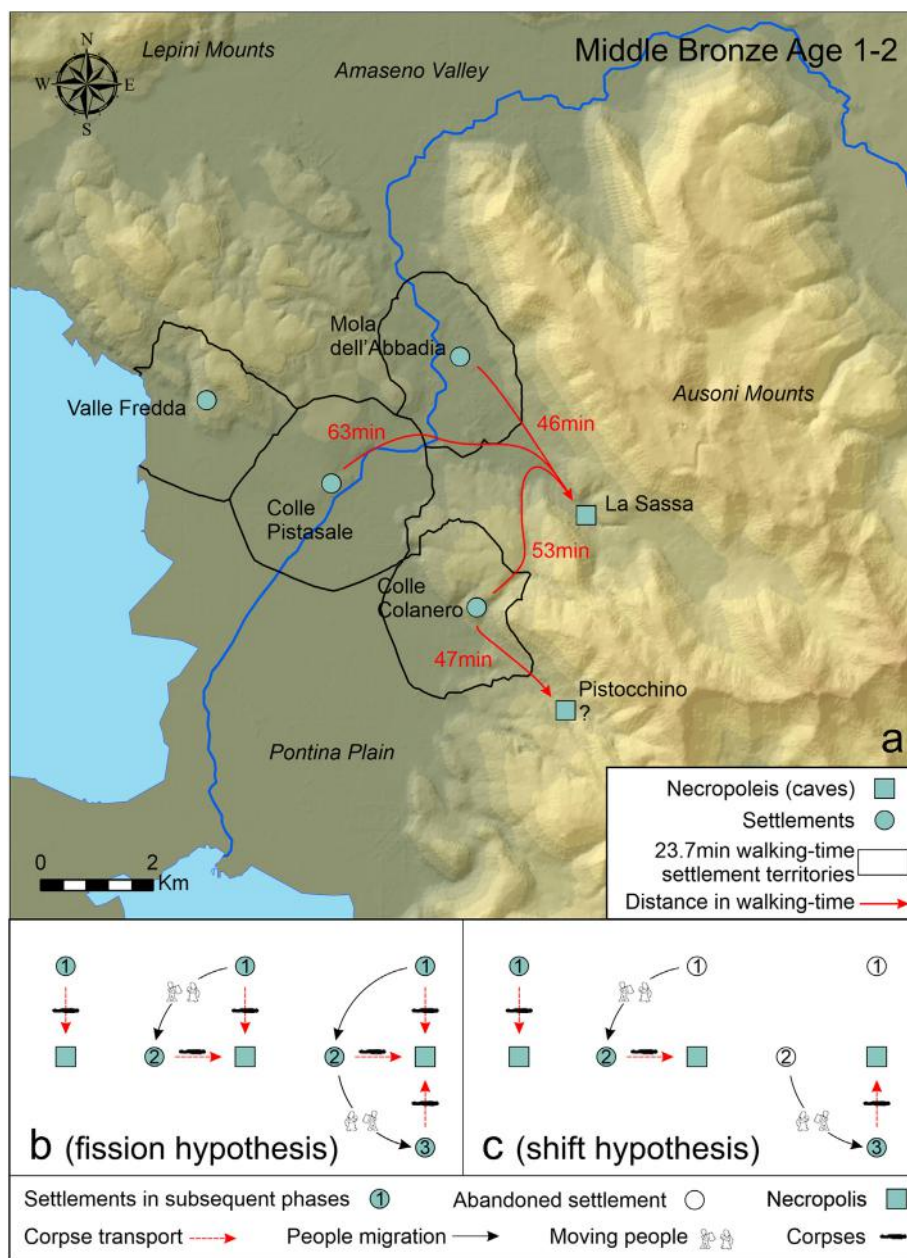 Lepini Mounts
Amaseno Valley
Middle Bronze Age 1-2
N
W
E
S
Mola
dell'Abbadia
Valle Fredda
Ausoni Mounts
63min
46min
Colle
Pistasale
La Sassa
53min
Colle
Colanero
47min
Pistocchino
?
Pontina Plain
a
0
2
Km
Necropoleis (caves)
Settlements
23.7min walking-time
settlement territories
Distance in walking-time
1
1
1
2
2
3
b (fission hypothesis)
1
1
1
2
2
3
c (shift hypothesis)
Settlements in subsequent phases 1
Abandoned settlement
Necropolis
Corpse transport
People migration
Moving people
Corpses